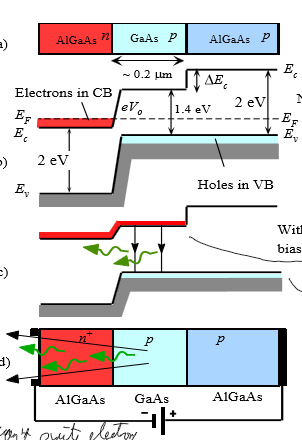 a)
AlGaAs n GaAs p AlGaAs p
~ 0.2 μm
Electrons in CB
ΔEc
Ec
eVo
1.4 eV
2 eV
N
EF
EF
Ec
2 eV
Ev
b)
Ev
Holes in VB
With
bias
c)
n+ p p
d)
AlGaAs GaAs AlGaAs
- +